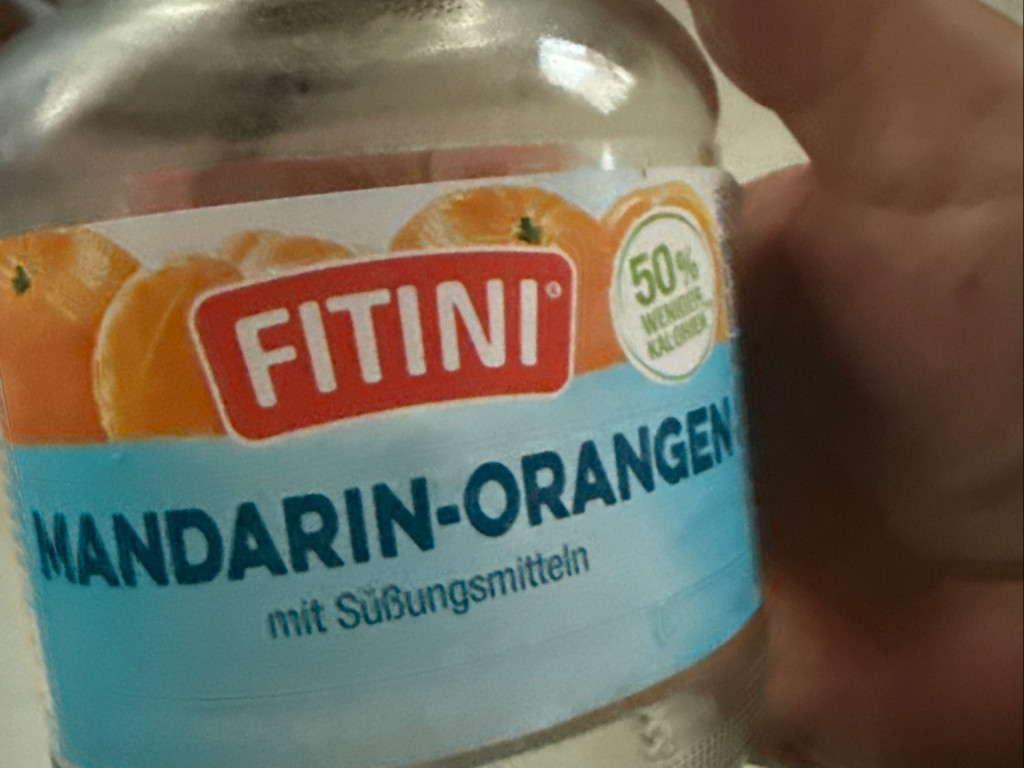 FITINI®
50%
WENIGER
KALORIEN
MANDARIN-ORANGEN
mit Süßungsmitteln